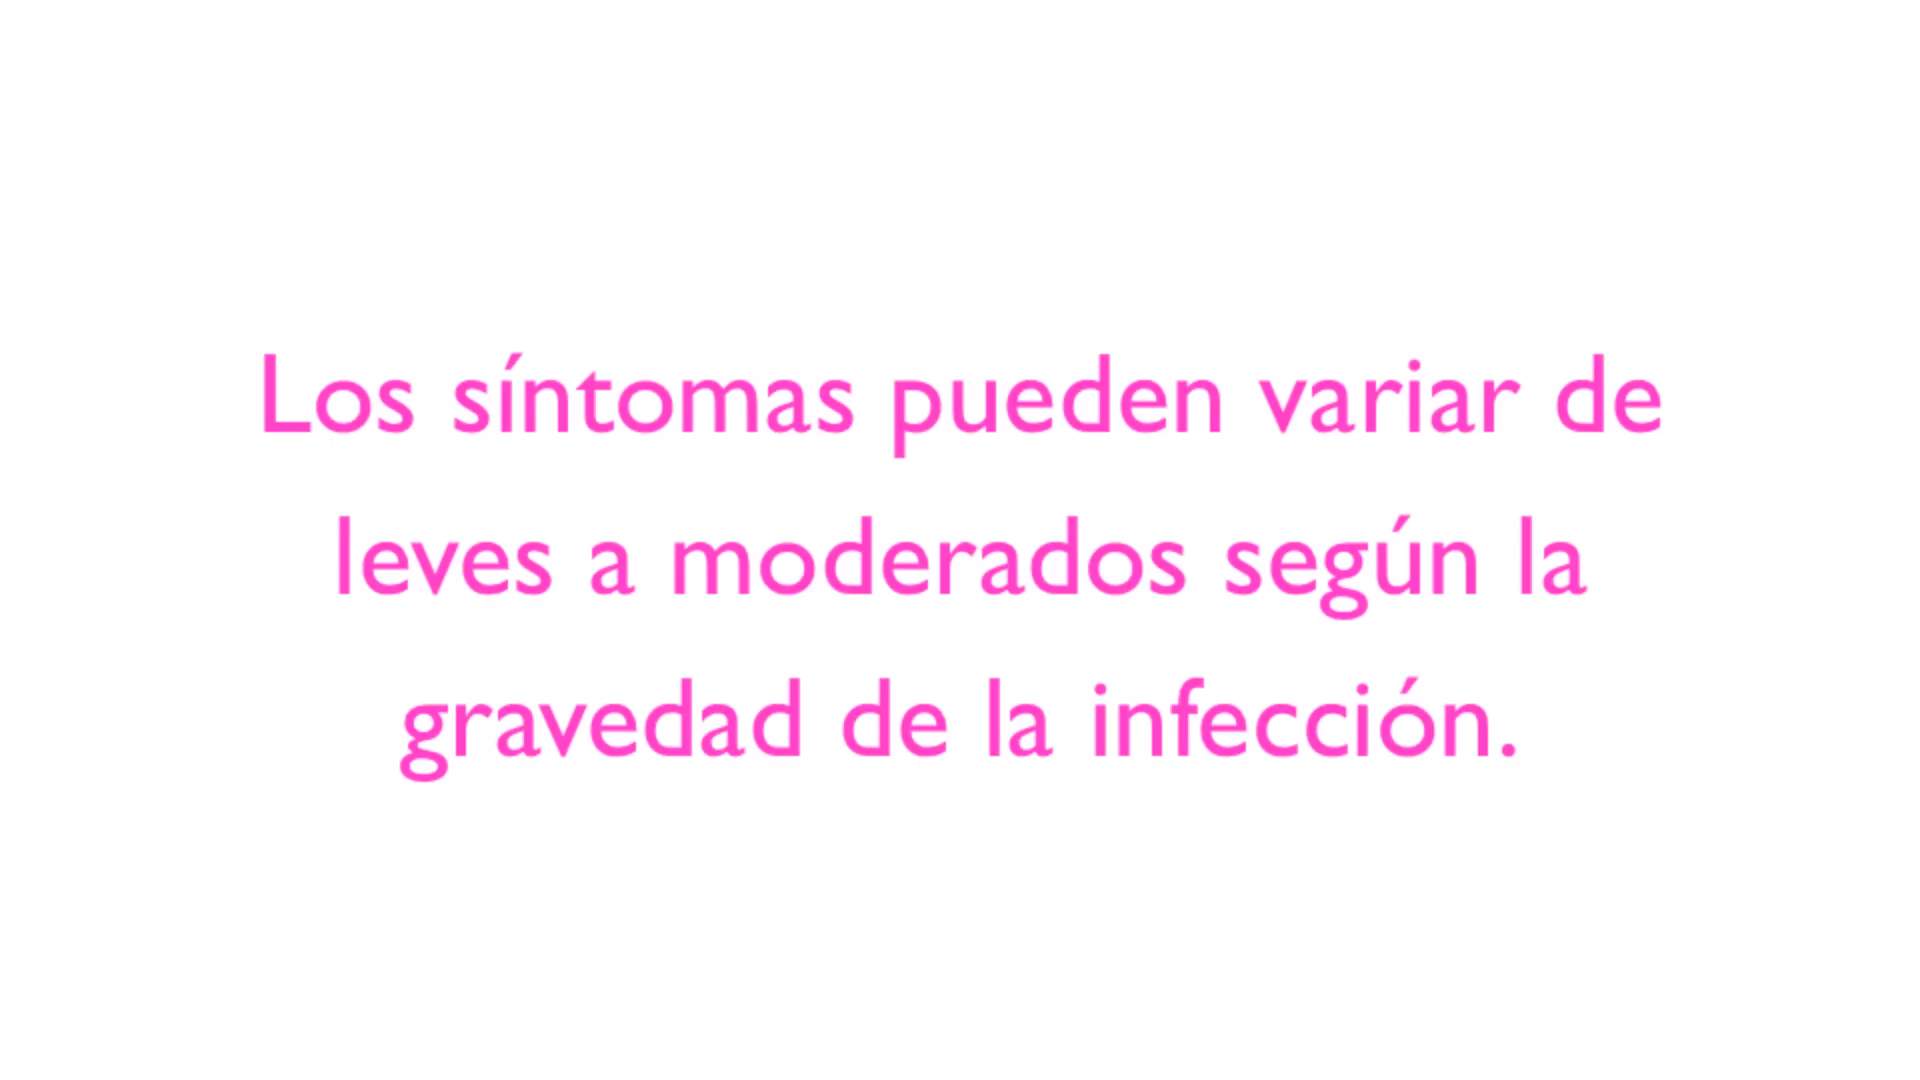 Los síntomas pueden variar de
leves a moderados según la
gravedad de la infección.